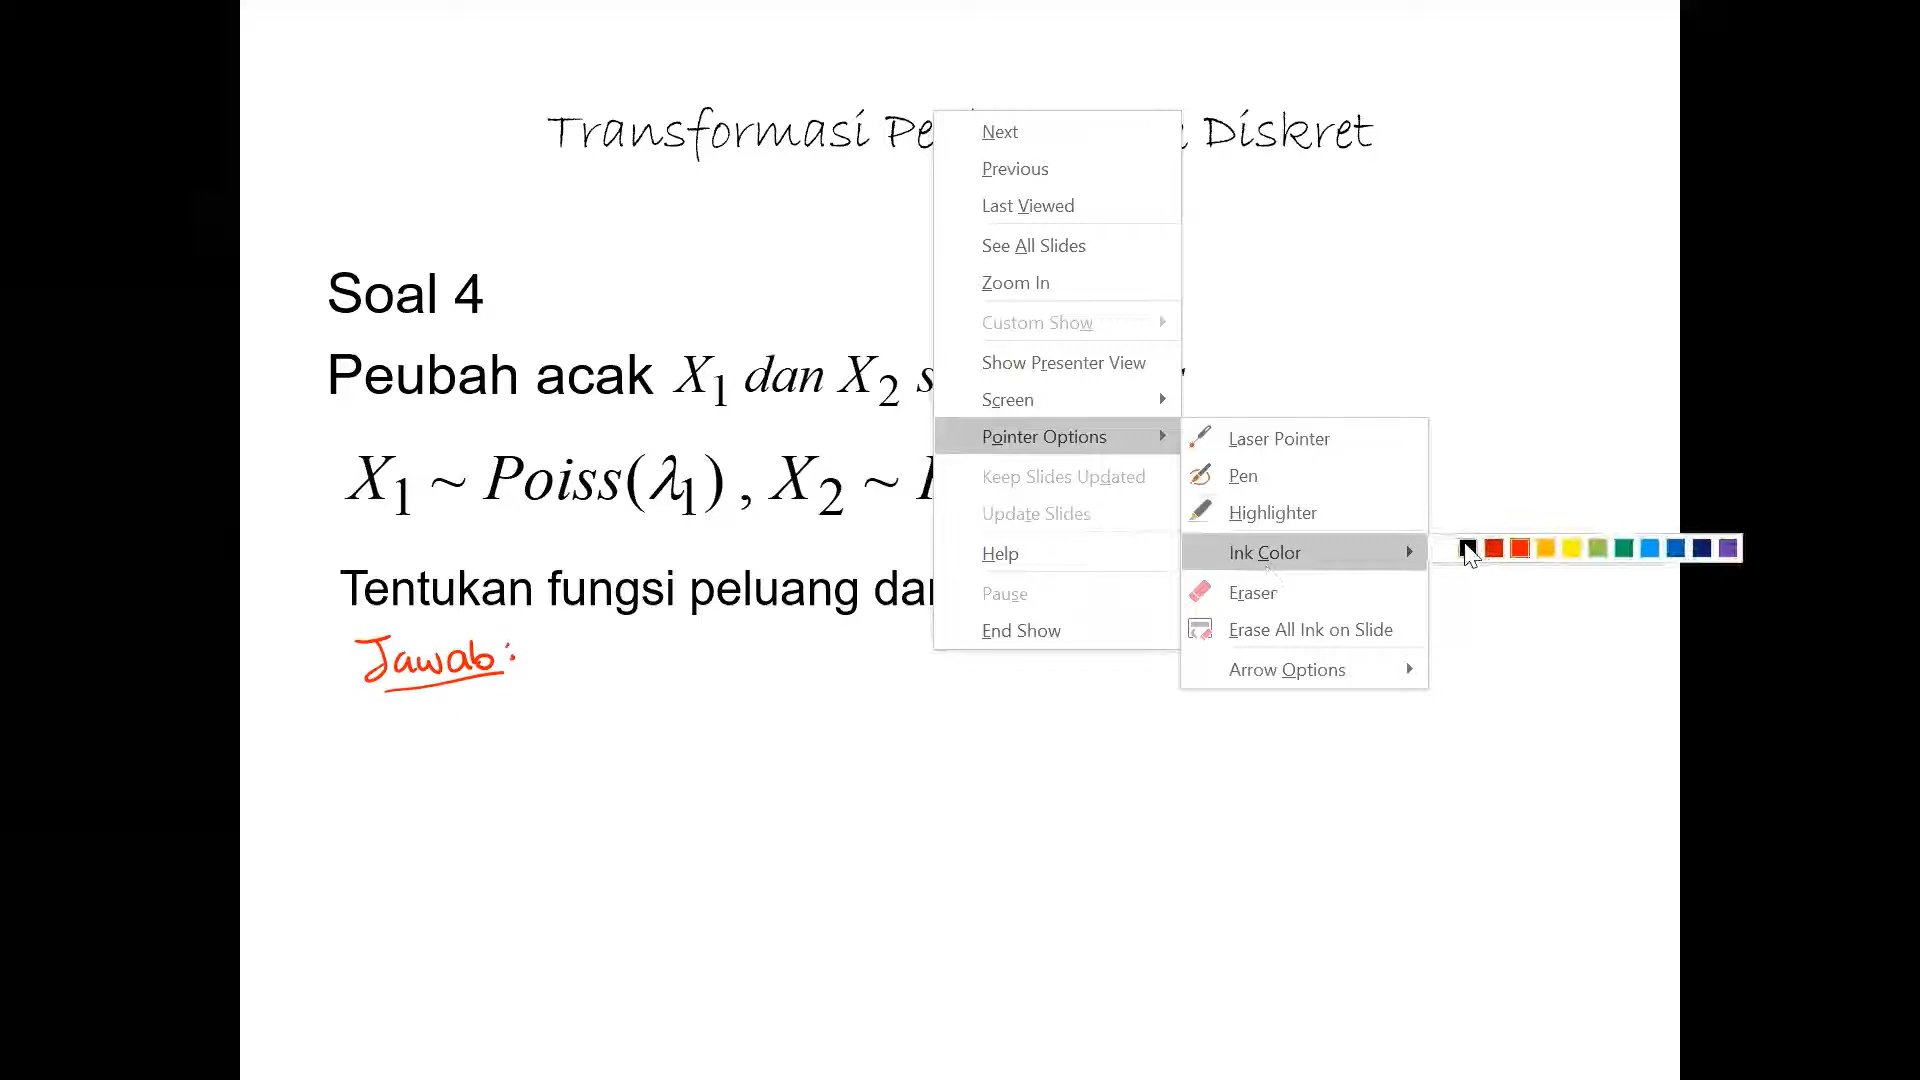 Transformasi Diskret
Soal 4
Peubah acak X1 dan X2
X1 ~ Poiss(λ1) , X2 ~
Tentukan fungsi peluang
Jawab :
Next
Previous
Last Viewed
See All Slides
Zoom In
Custom Show
Show Presenter View
Screen
Pointer Options
Keep Slides Updated
Update Slides
Help
Pause
End Show
Laser Pointer
Pen
Highlighter
Ink Color
Eraser
Erase All Ink on Slide
Arrow Options